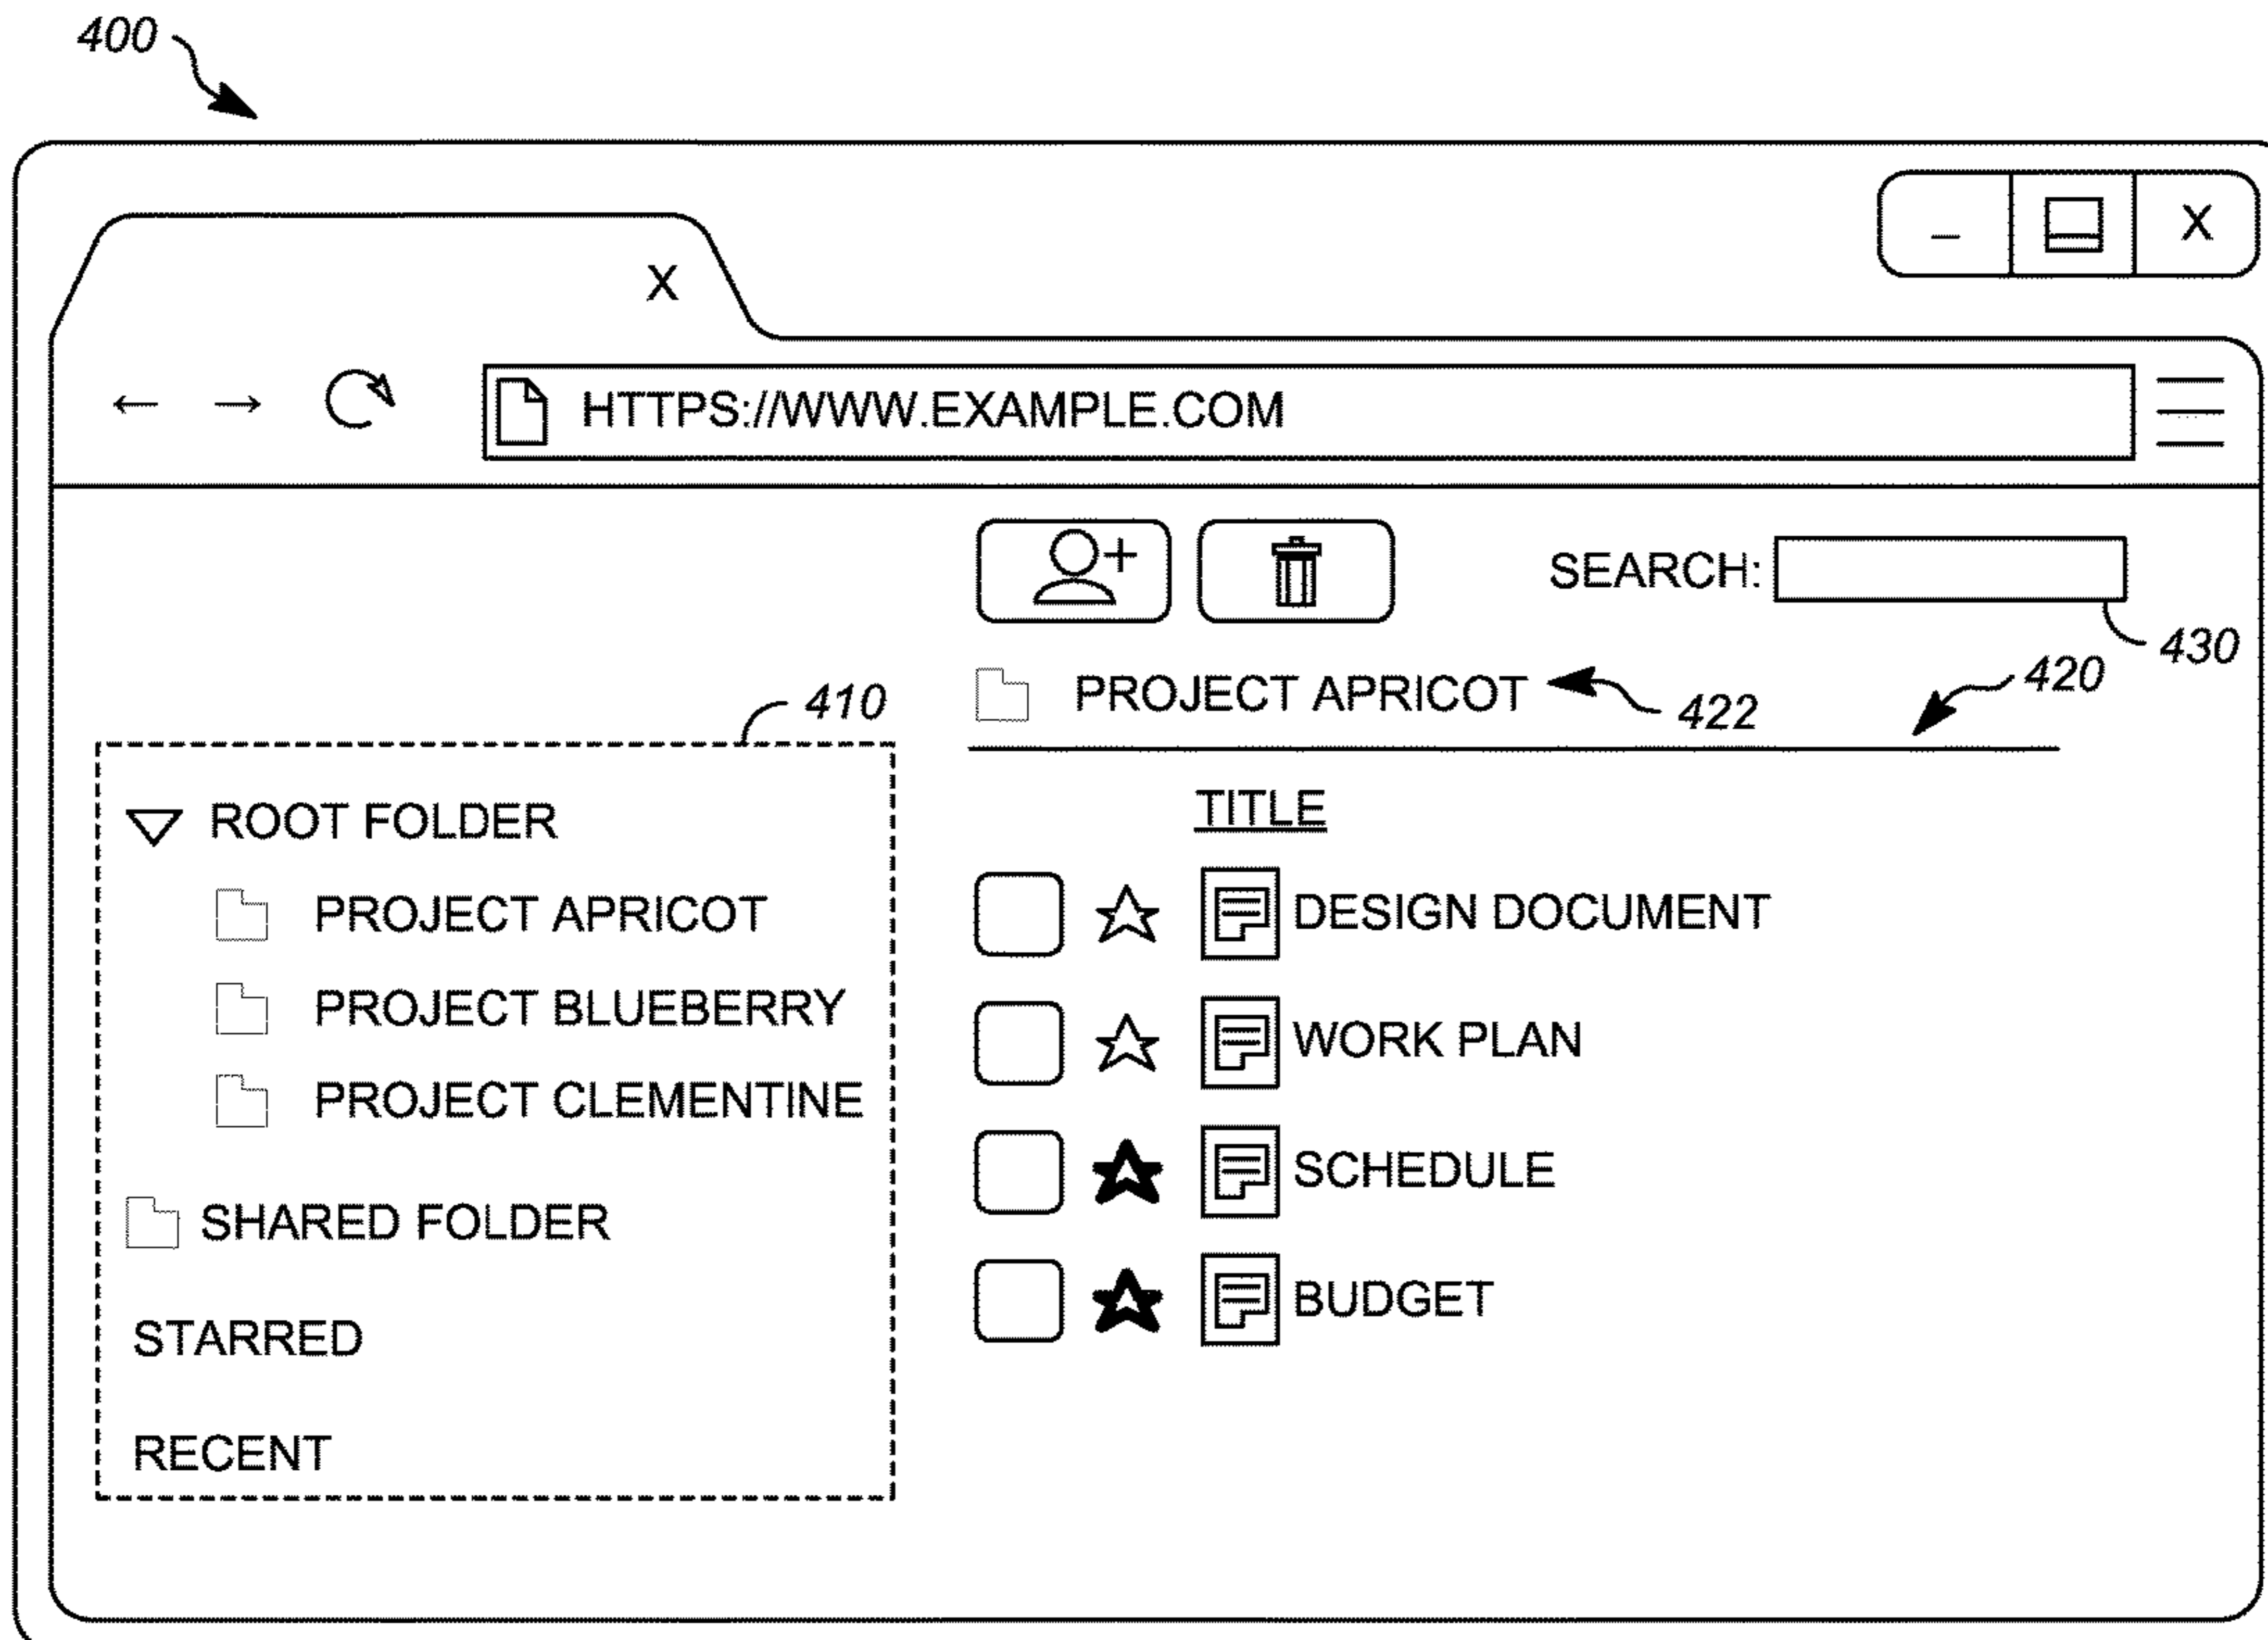 400
X
_ X
← → HTTPS://WWW.EXAMPLE.COM
SEARCH:
430
PROJECT APRICOT
422
420
410
ROOT FOLDER
PROJECT APRICOT
PROJECT BLUEBERRY
PROJECT CLEMENTINE
SHARED FOLDER
STARRED
RECENT
TITLE
DESIGN DOCUMENT
WORK PLAN
SCHEDULE
BUDGET